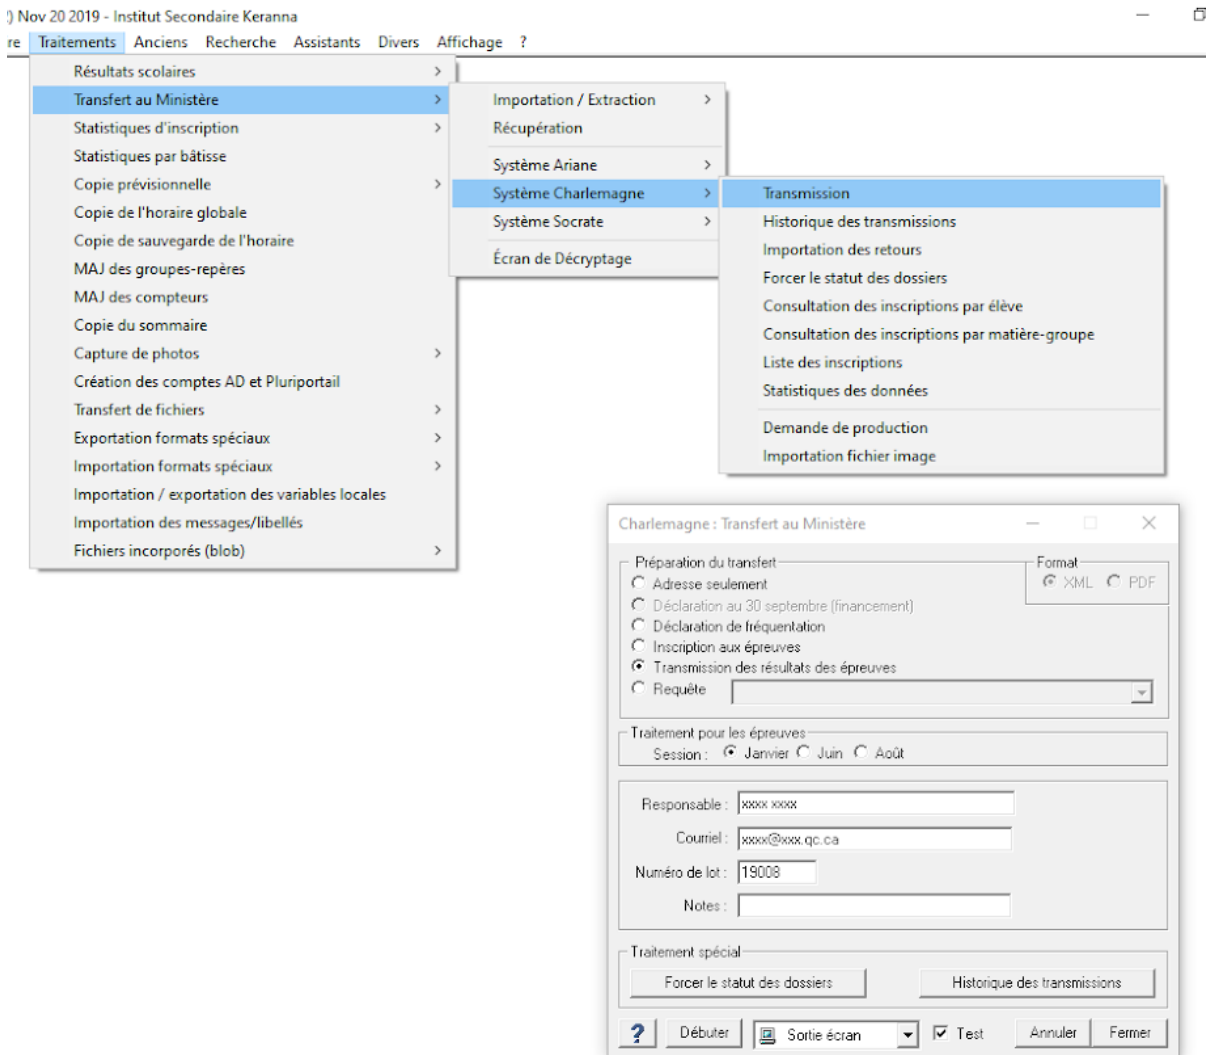 2) Nov 20 2019 - Institut Secondaire Keranna
re Traitements Anciens Recherche Assistants Divers Affichage ?
Résultats scolaires
Transfert au Ministère
Statistiques d'inscription
Statistiques par bâtisse
Copie prévisionnelle
Copie de l'horaire globale
Copie de sauvegarde de l'horaire
MAJ des groupes-repères
MAJ des compteurs
Copie du sommaire
Capture de photos
Création des comptes AD et Pluriportail
Transfert de fichiers
Exportation formats spéciaux
Importation formats spéciaux
Importation / exportation des variables locales
Importation des messages/libellés
Fichiers incorporés (blob)
Importation / Extraction
Récupération
Système Ariane
Système Charlemagne
Système Socrate
Écran de Décryptage
Transmission
Historique des transmissions
Importation des retours
Forcer le statut des dossiers
Consultation des inscriptions par élève
Consultation des inscriptions par matière-groupe
Liste des inscriptions
Statistiques des données
Demande de production
Importation fichier image
Charlemagne : Transfert au Ministère
Préparation du transfert
Format
Adresse seulement
XML PDF
Déclaration au 30 septembre (financement)
Déclaration de fréquentation
Inscription aux épreuves
Transmission des résultats des épreuves
Requête
Traitement pour les épreuves
Session : Janvier Juin Août
Responsable : xxxx xxxx
Courriel : xxxx@xxx.qc.ca
Numéro de lot : 19008
Notes :
Traitement spécial
Forcer le statut des dossiers Historique des transmissions
? Débuter Sortie écran Test Annuler Fermer